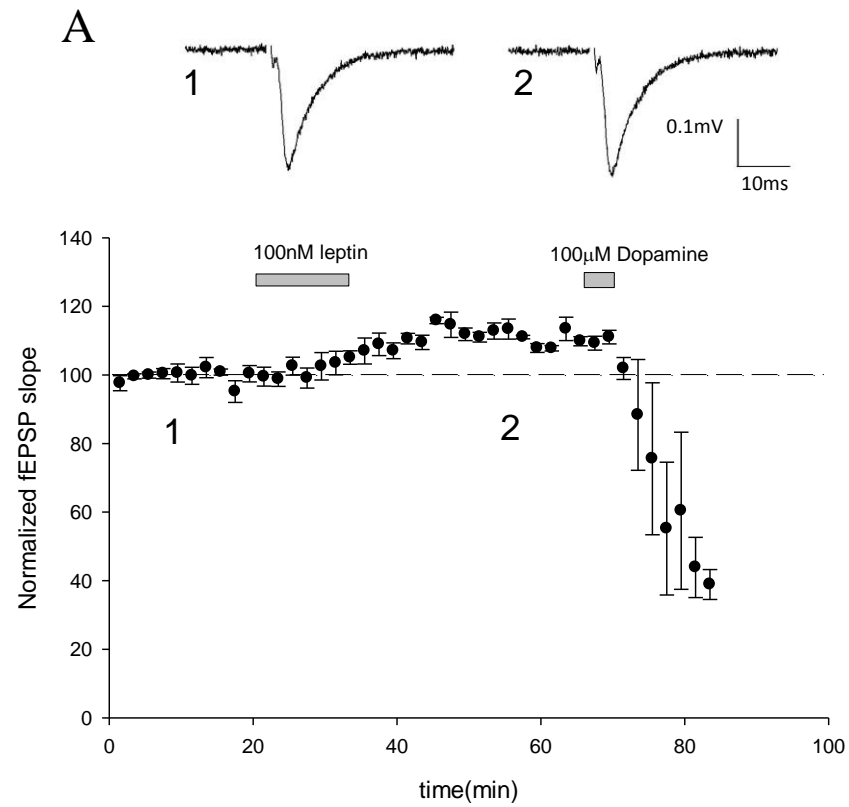 A
1
2
0.1mV
10ms
140
120
100
80
60
40
20
0
Normalized fEPSP slope
100nM leptin
100μM Dopamine
1
2
0 20 40 60 80 100
time(min)